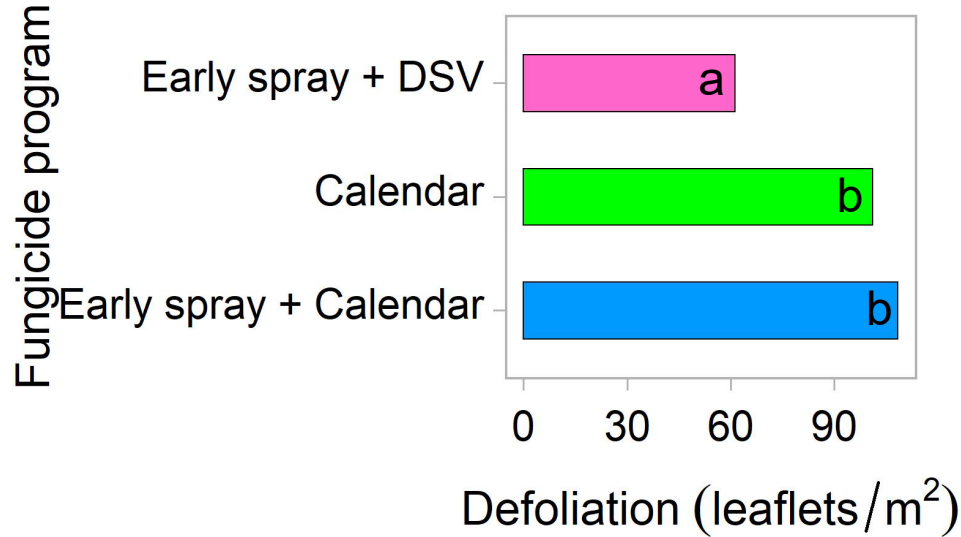 Fungicide program
Early spray + DSV
a
Calendar
b
Early spray + Calendar
b
0 30 60 90
Defoliation (leaflets/m²)